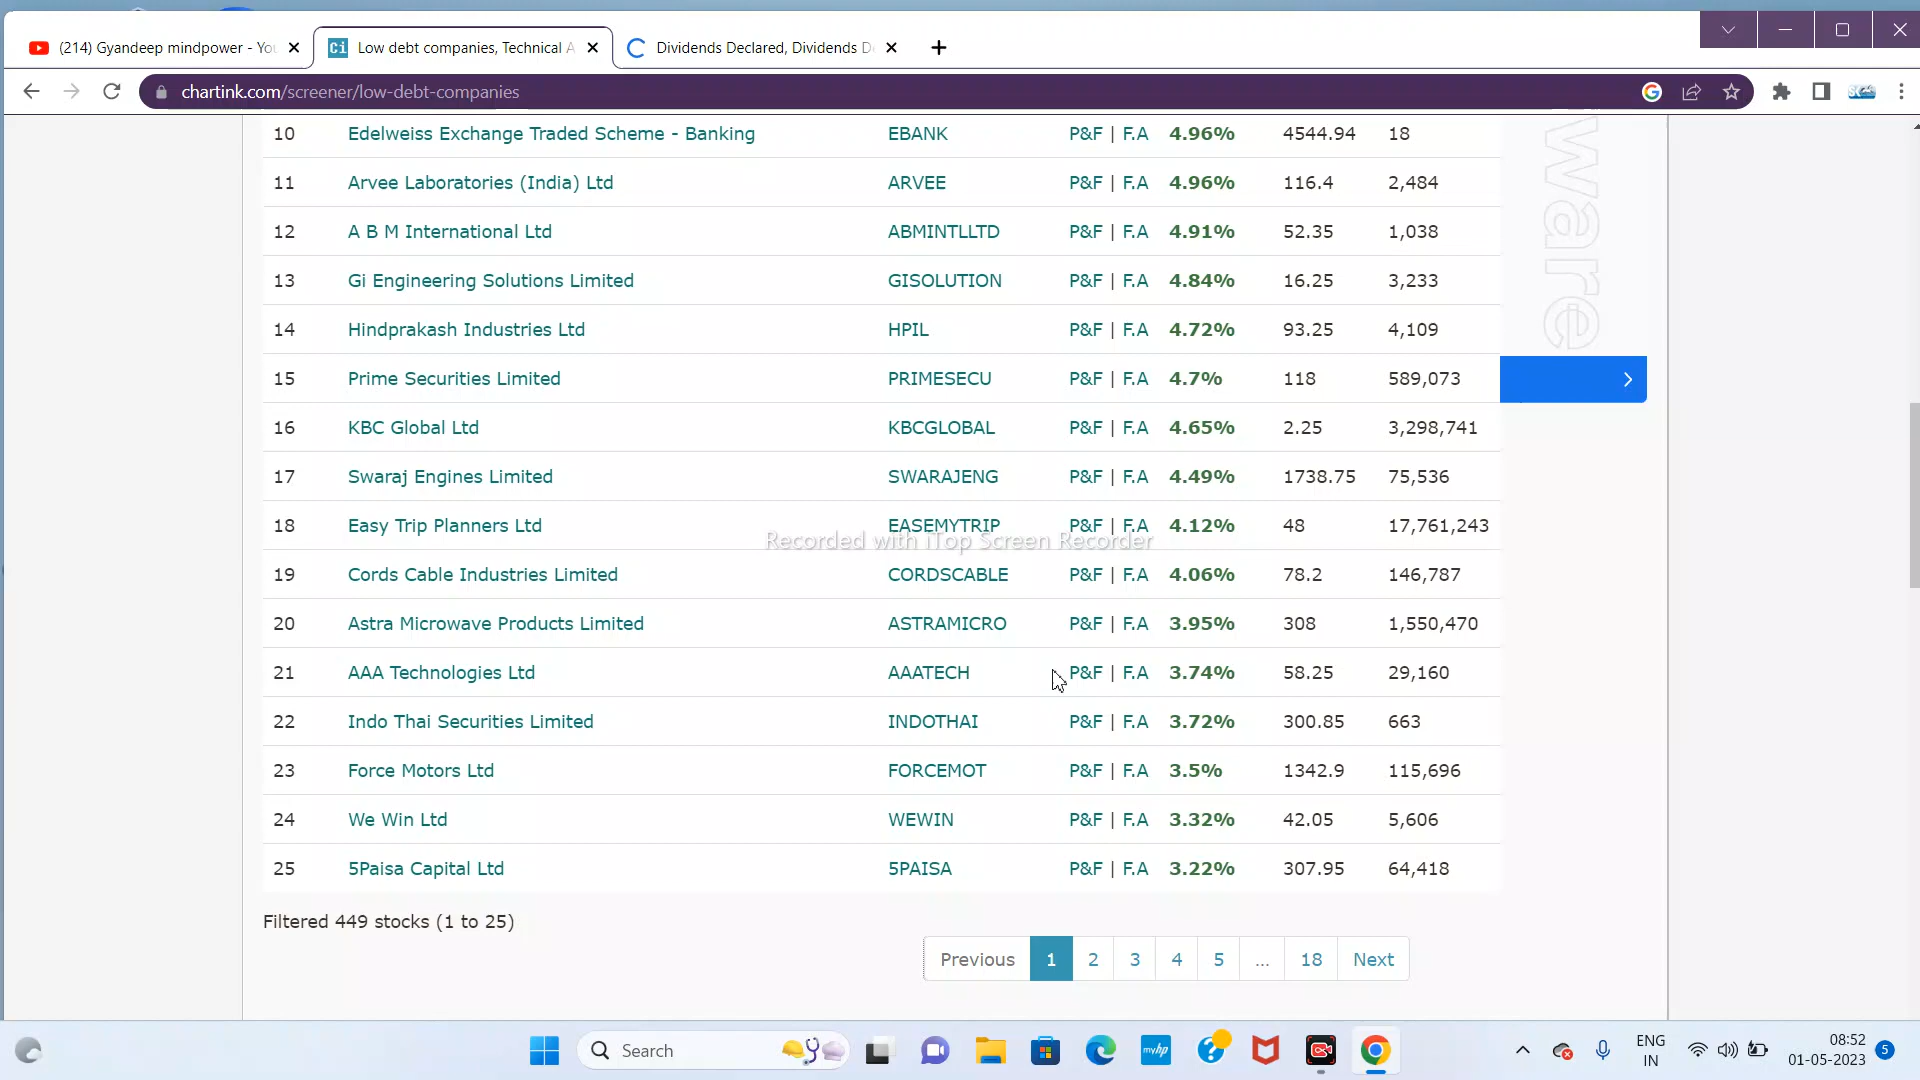 (214) Gyandeep mindpower - You
Low debt companies, Technical A
Dividends Declared, Dividends D
chartink.com/screener/low-debt-companies
10 Edelweiss Exchange Traded Scheme - Banking EBANK P&F | F.A 4.96% 4544.94 18
11 Arvee Laboratories (India) Ltd ARVEE P&F | F.A 4.96% 116.4 2,484
12 A B M International Ltd ABMINTLLTD P&F | F.A 4.91% 52.35 1,038
13 Gi Engineering Solutions Limited GISOLUTION P&F | F.A 4.84% 16.25 3,233
14 Hindprakash Industries Ltd HPIL P&F | F.A 4.72% 93.25 4,109
15 Prime Securities Limited PRIMESECU P&F | F.A 4.7% 118 589,073
16 KBC Global Ltd KBCGLOBAL P&F | F.A 4.65% 2.25 3,298,741
17 Swaraj Engines Limited SWARAJENG P&F | F.A 4.49% 1738.75 75,536
18 Easy Trip Planners Ltd EASEMYTRIP P&F | F.A 4.12% 48 17,761,243
Recorded with iTop Screen Recorder
19 Cords Cable Industries Limited CORDSCABLE P&F | F.A 4.06% 78.2 146,787
20 Astra Microwave Products Limited ASTRAMICRO P&F | F.A 3.95% 308 1,550,470
21 AAA Technologies Ltd AAATECH P&F | F.A 3.74% 58.25 29,160
22 Indo Thai Securities Limited INDOTHAI P&F | F.A 3.72% 300.85 663
23 Force Motors Ltd FORCEMOT P&F | F.A 3.5% 1342.9 115,696
24 We Win Ltd WEWIN P&F | F.A 3.32% 42.05 5,606
25 5Paisa Capital Ltd 5PAISA P&F | F.A 3.22% 307.95 64,418
ware
Filtered 449 stocks (1 to 25)
Previous 1 2 3 4 5 ... 18 Next
Search
myhp
ENG
IN
08:52
01-05-2023
5